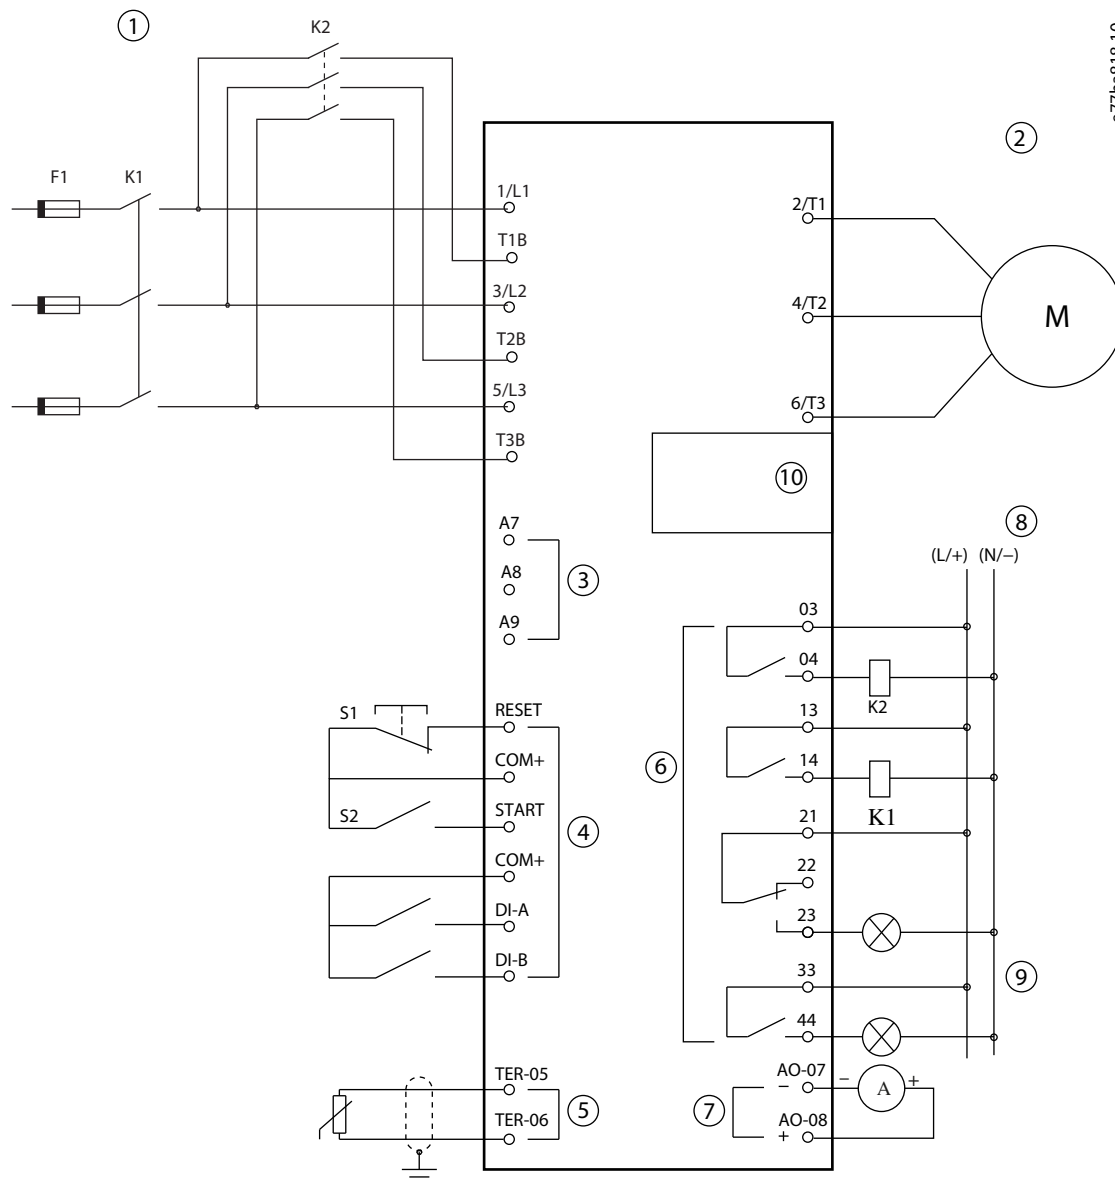 1
K2
e77ha818.10
2
F1
K1
1/L1
T1B
3/L2
T2B
5/L3
T3B
2/T1
4/T2
6/T3
M
10
A7
A8
A9
3
8
(L/+) (N/−)
S1
S2
RESET
COM+
START
COM+
DI-A
DI-B
4
6
03
04
K2
13
14
K1
21
22
23
33
44
9
TER-05
TER-06
5
7
AO-07
−
AO-08
+
− A +